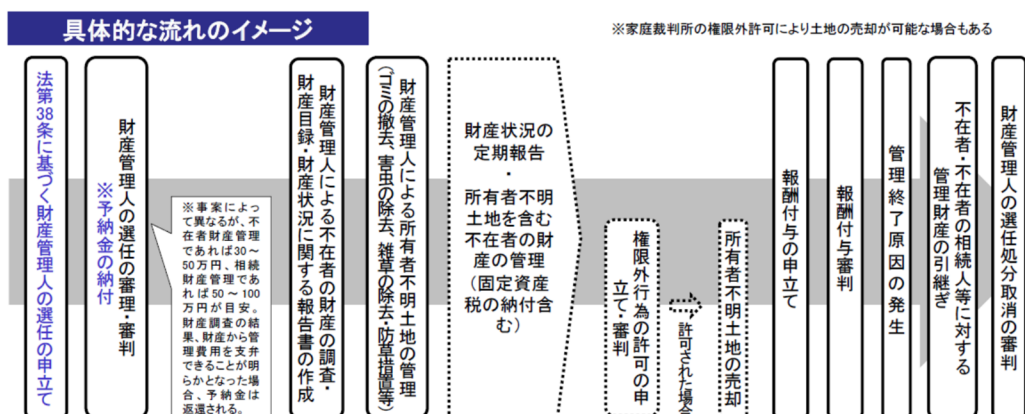 具体的な流れのイメージ
※家庭裁判所の権限外許可により土地の売却が可能な場合もある
法第38条に基づく財産管理人の選任の申立て
財産管理人の選任の審理・審判
※予納金の納付
※事案によっ
て異なるが、不
在者財産管理
であれば30～
50万円、相続
財産管理であ
れば50～100
万円が目安。
財産調査の結
果、財産から管
理費用を支弁
できることが明
らかとなった場
合、予納金は
返還される。
財産管理人による不在者の財産の調査・
財産目録・財産状況に関する報告書の作成
財産管理人による所有者不明土地の管理
（ゴミの撤去、害虫の除去、雑草の除去・防草措置等）
財産状況の
定期報告
・
所有者不明
土地を含む
不在者の財
産の管理
（固定資産
税の納付含
む）
権限外行為の許可の申
立て・審判
許可された場合
所有者不明土地の売却
報酬付与の申立て
報酬付与審判
管理終了原因の発生
不在者・不在者の相続人等に対する
管理財産の引継ぎ
財産管理人の選任処分取消の審判